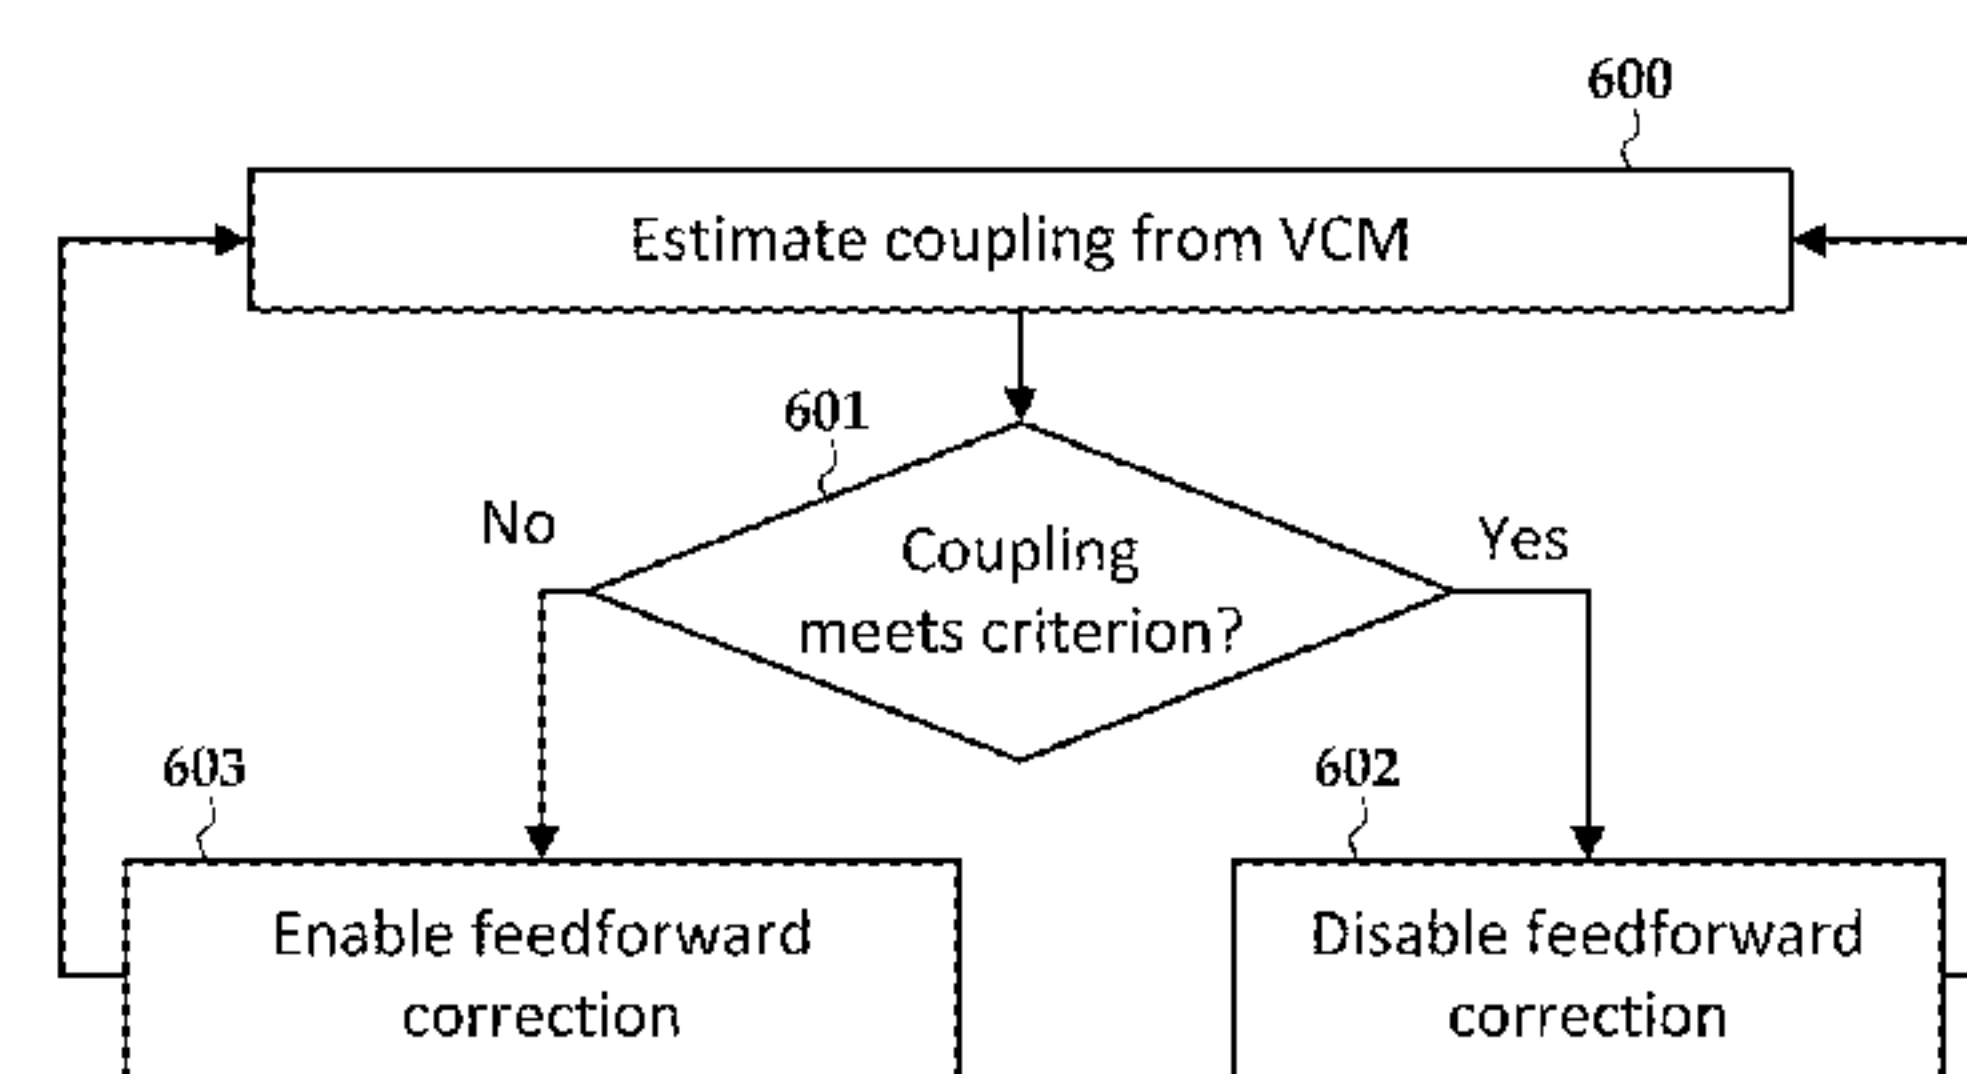 600
Estimate coupling from VCM
601
No
Yes
Coupling
meets criterion?
603
602
Enable feedforward
correction
Disable feedforward
correction